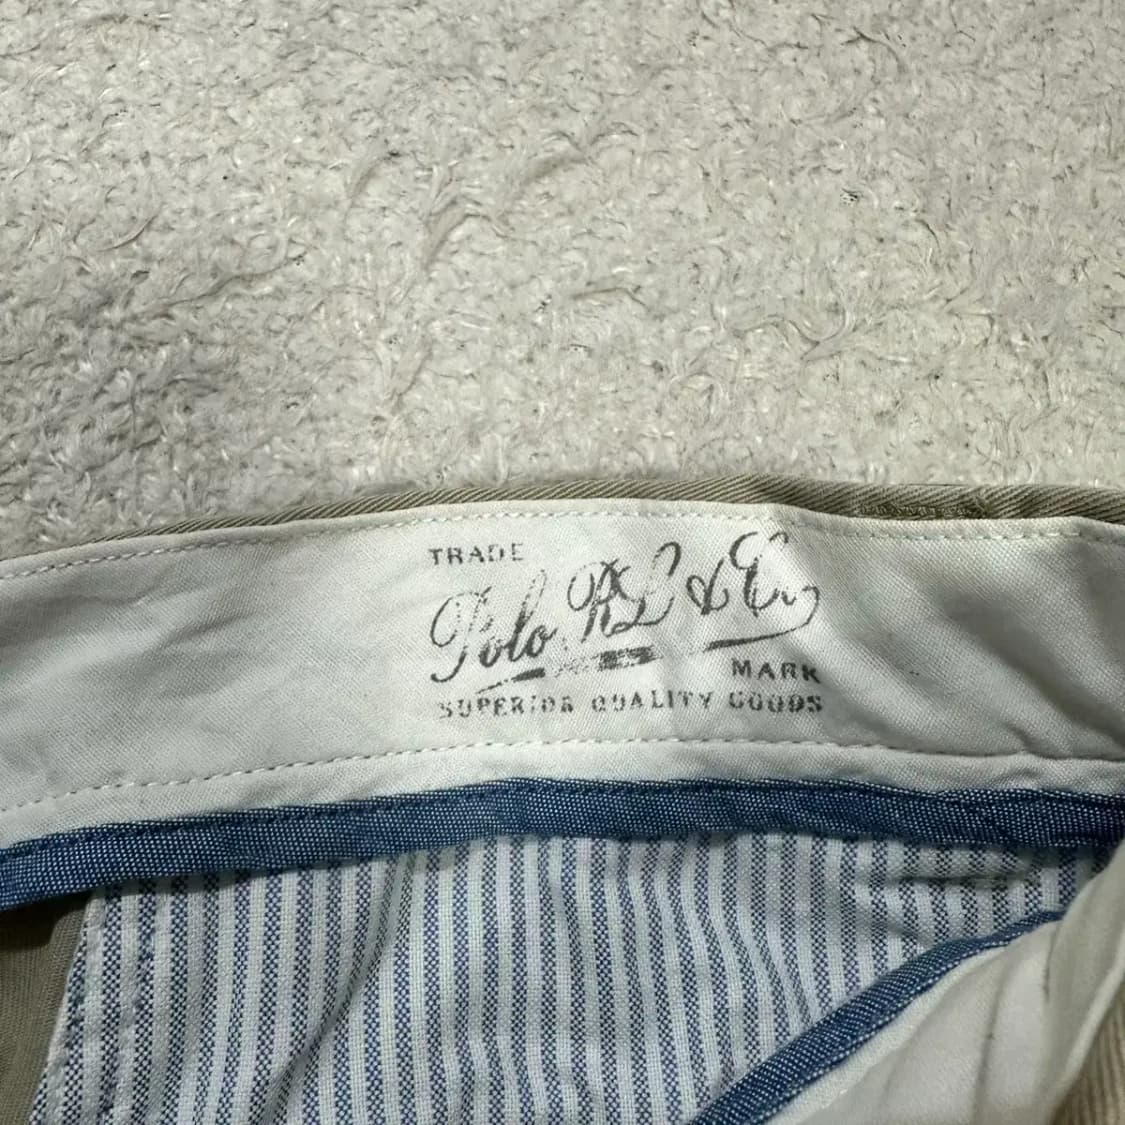 TRADE
Polo RL & Co.
MARK
SUPERIOR QUALITY GOODS